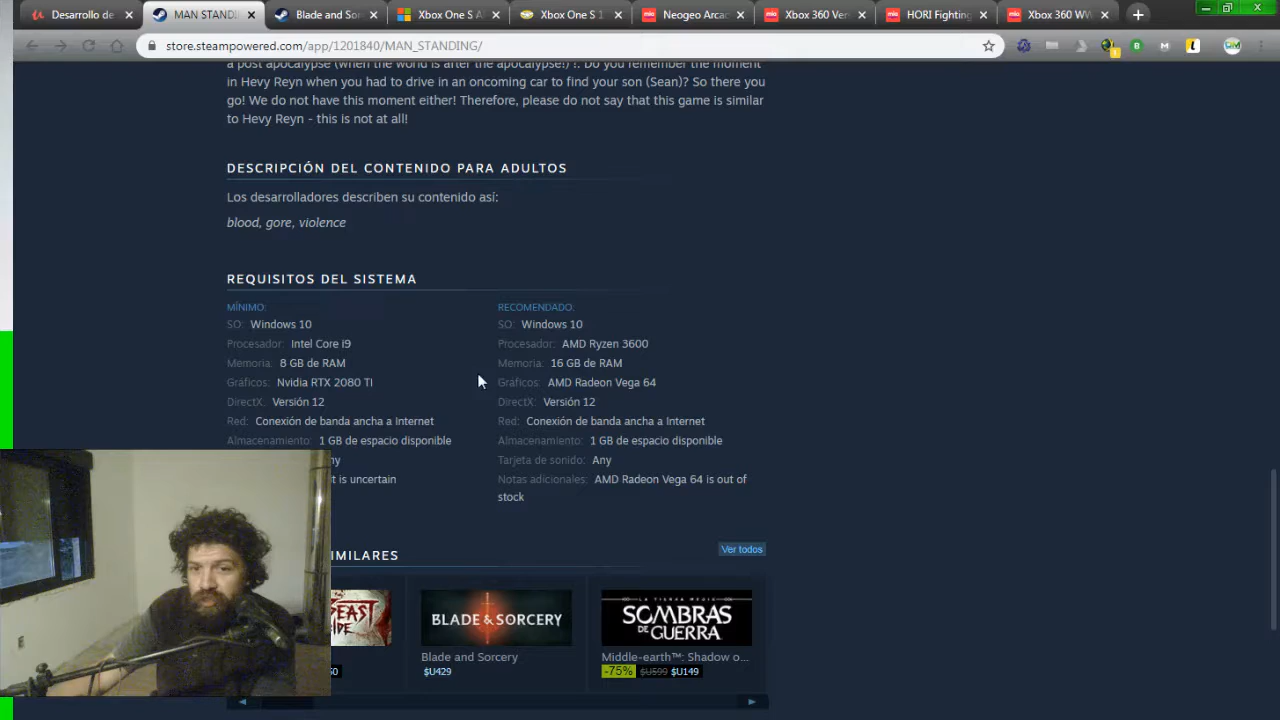 Desarrollo de
MAN STANDI
Blade and Sor
Xbox One S A
Xbox One S 1
Neogeo Arca
Xbox 360 Ver
HORI Fighting
Xbox 360 WW
store.steampowered.com/app/1201840/MAN_STANDING/
a post apocalypse (when the world is after the apocalypse!) !. Do you remember the moment
in Hevy Reyn when you had to drive in an oncoming car to find your son (Sean)? So there you
go! We do not have this moment either! Therefore, please do not say that this game is similar
to Hevy Reyn - this is not at all!
DESCRIPCIÓN DEL CONTENIDO PARA ADULTOS
Los desarrolladores describen su contenido así:
blood, gore, violence
REQUISITOS DEL SISTEMA
MÍNIMO:
SO: Windows 10
Procesador: Intel Core i9
Memoria: 8 GB de RAM
Gráficos: Nvidia RTX 2080 TI
DirectX: Versión 12
Red: Conexión de banda ancha a Internet
Almacenamiento: 1 GB de espacio disponible
ny
t is uncertain
RECOMENDADO:
SO: Windows 10
Procesador: AMD Ryzen 3600
Memoria: 16 GB de RAM
Gráficos: AMD Radeon Vega 64
DirectX: Versión 12
Red: Conexión de banda ancha a Internet
Almacenamiento: 1 GB de espacio disponible
Tarjeta de sonido: Any
Notas adicionales: AMD Radeon Vega 64 is out of
stock
IMILARES
Ver todos
BLADE & SORCERY
LA TIERRA MEDIA
SOMBRAS
DE GUERRA
Blade and Sorcery
$U429
Middle-earth™: Shadow o...
-75% $U599 $U149